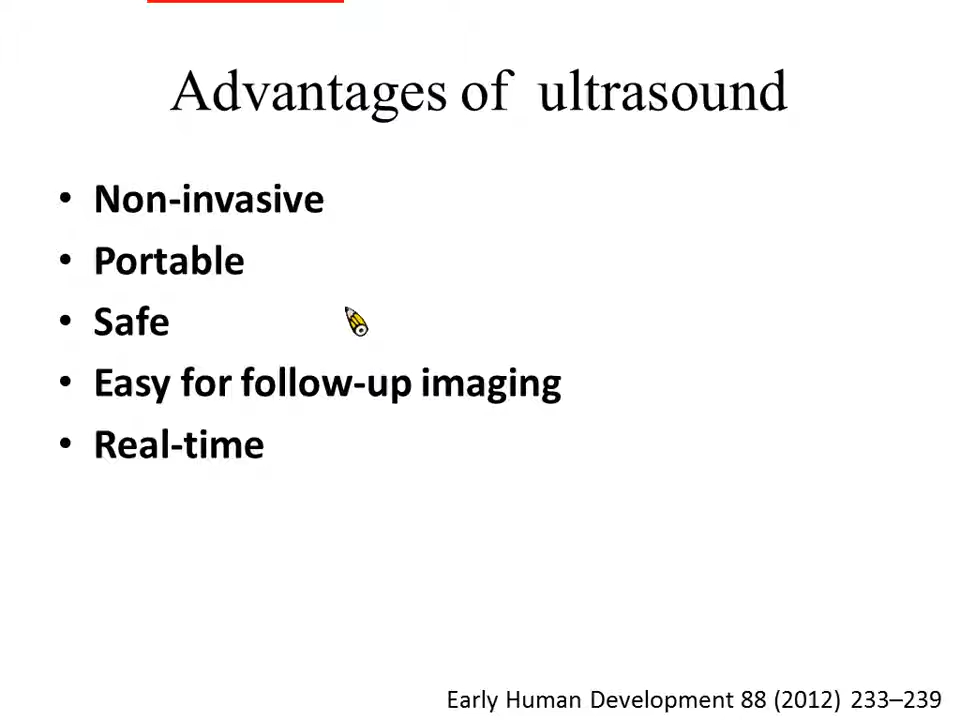 Advantages of ultrasound
• Non-invasive
• Portable
• Safe
• Easy for follow-up imaging
• Real-time
Early Human Development 88 (2012) 233–239